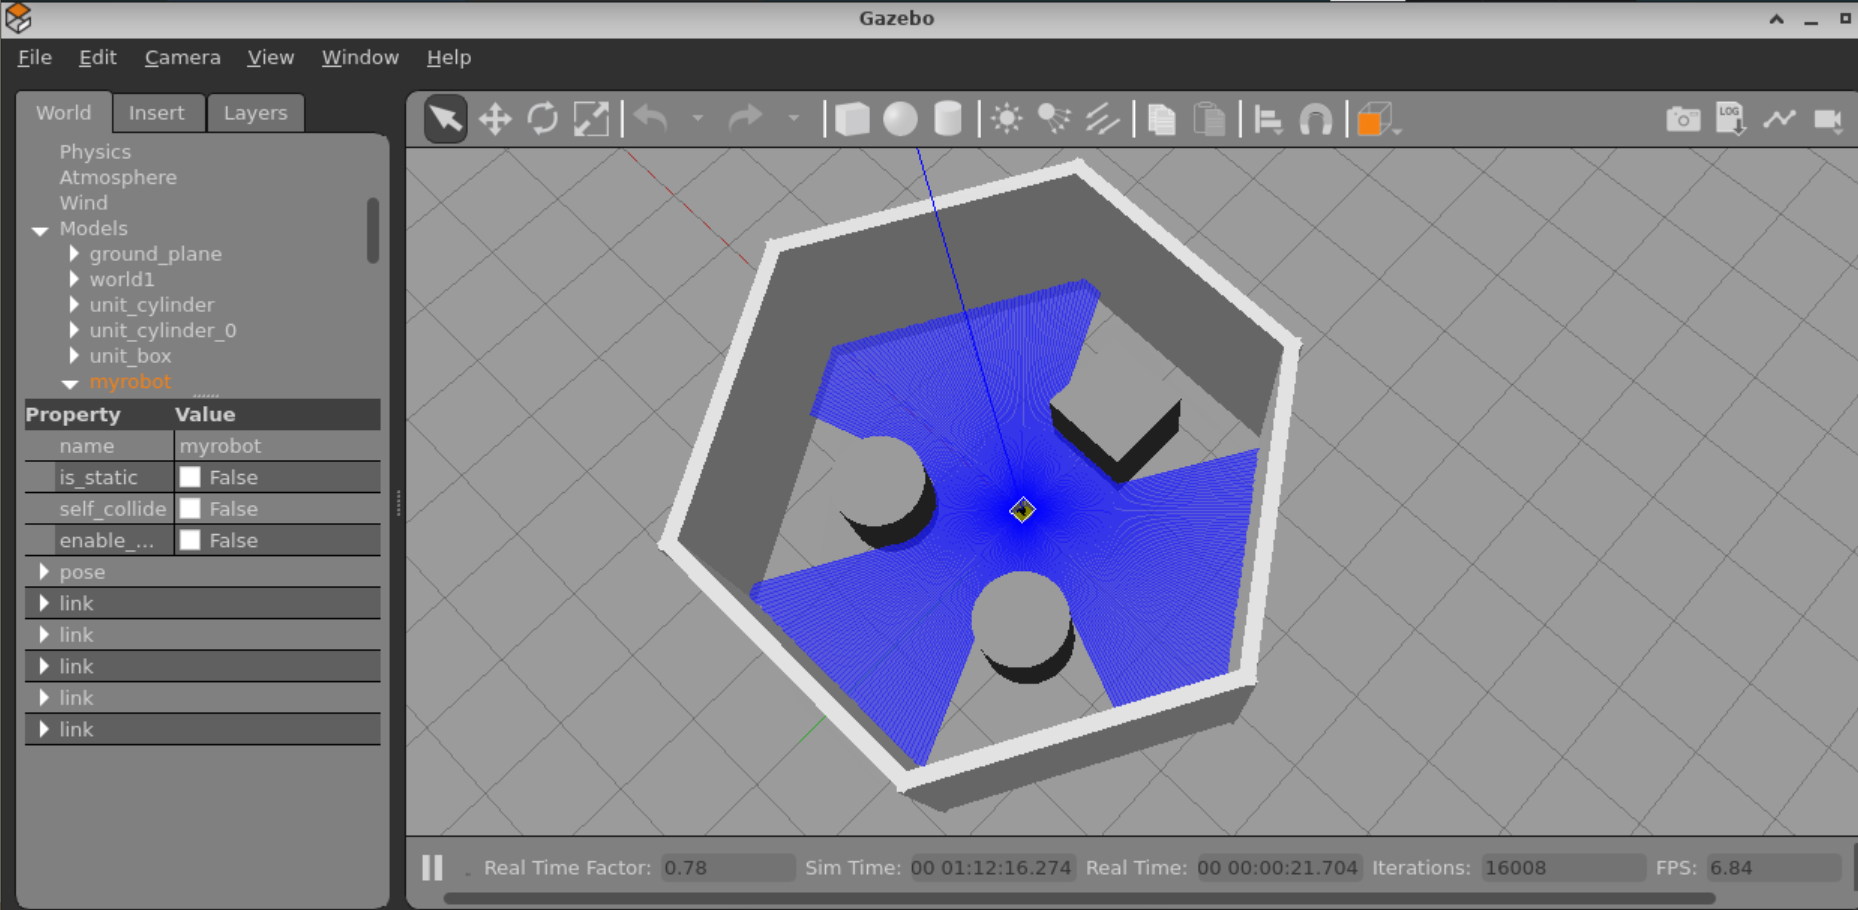 Gazebo
File Edit Camera View Window Help
World Insert Layers
LOG
Physics
Atmosphere
Wind
Models
ground_plane
world1
unit_cylinder
unit_cylinder_0
unit_box
myrobot
Property Value
name myrobot
is_static False
self_collide False
enable_... False
pose
link
link
link
link
link
Real Time Factor: 0.78 Sim Time: 00 01:12:16.274 Real Time: 00 00:00:21.704 Iterations: 16008 FPS: 6.84